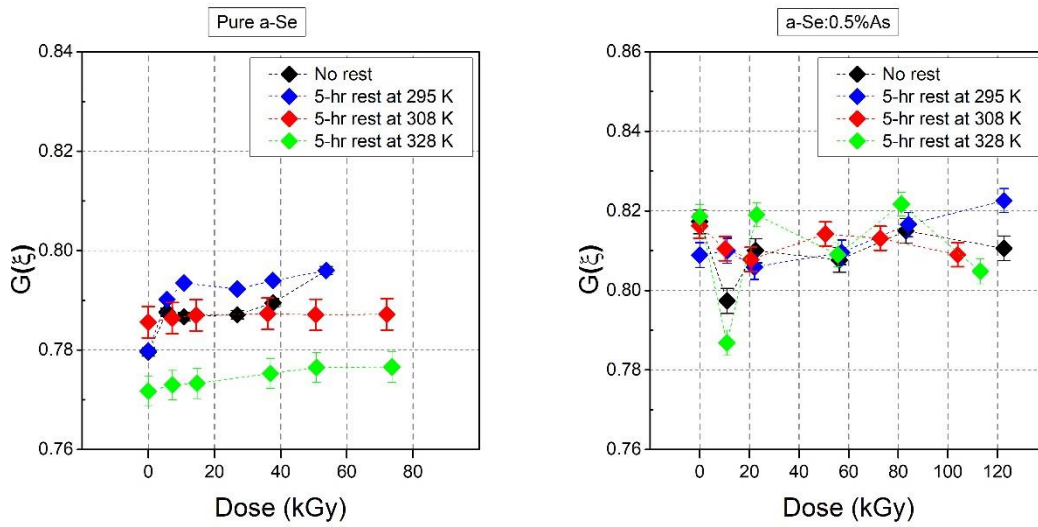 Pure a-Se
0.84
0.82
0.80
0.78
0.76
G(ξ)
No rest
5-hr rest at 295 K
5-hr rest at 308 K
5-hr rest at 328 K
0 20 40 60 80
Dose (kGy)
a-Se:0.5%As
0.86
0.84
0.82
0.80
0.78
0.76
G(ξ)
No rest
5-hr rest at 295 K
5-hr rest at 308 K
5-hr rest at 328 K
0 20 40 60 80 100 120
Dose (kGy)